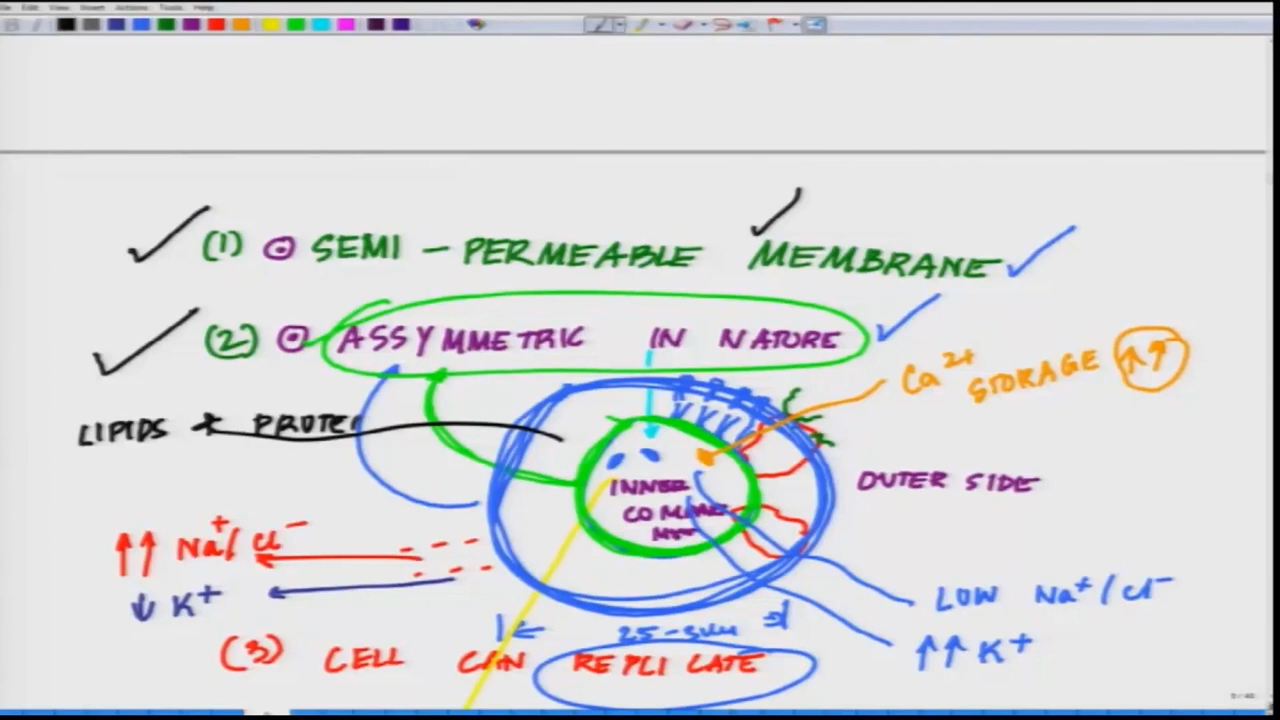 (1) ⊙ SEMI - PERMEABLE MEMBRANE
(2) ⊙ ASSYMMETRIC IN NATURE
Ca2+ STORAGE ↑↑
LIPIDS + PROTEI
INNER
OUTER SIDE
↑↑ Na+/Cl-
↓ K+
LOW Na+/Cl-
↑↑ K+
(3) CELL CAN REPLICATE